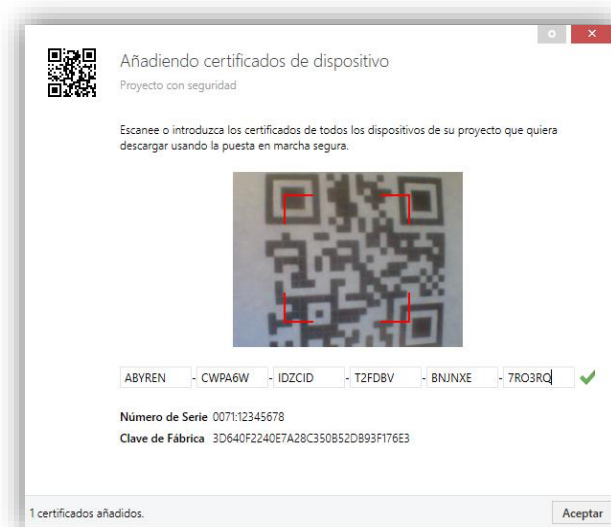 Añadiendo certificados de dispositivo
Proyecto con seguridad
Escanee o introduzca los certificados de todos los dispositivos de su proyecto que quiera
descargar usando la puesta en marcha segura.
ABYREN - CWPA6W - IDZCID - T2FDBV - BNJNXE - 7RO3RQ
Número de Serie 0071:12345678
Clave de Fábrica 3D640F2240E7A28C350B52DB93F176E3
1 certificados añadidos.
Aceptar